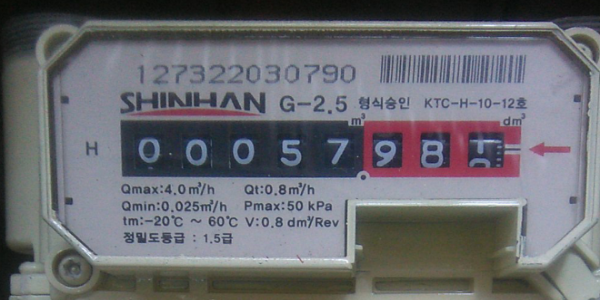 127322030790
SHINHAN G-2.5 형식승인 KTC-H-10-12호
m³ dm³
H 0 0 0 5 7 9 8
Qmax:4.0㎥/h Qt:0.8㎥/h
Qmin:0.025㎥/h Pmax:50 kPa
tm:-20℃ ~ 60℃ V:0.8 dm³/Rev
정밀도등급 : 1.5급